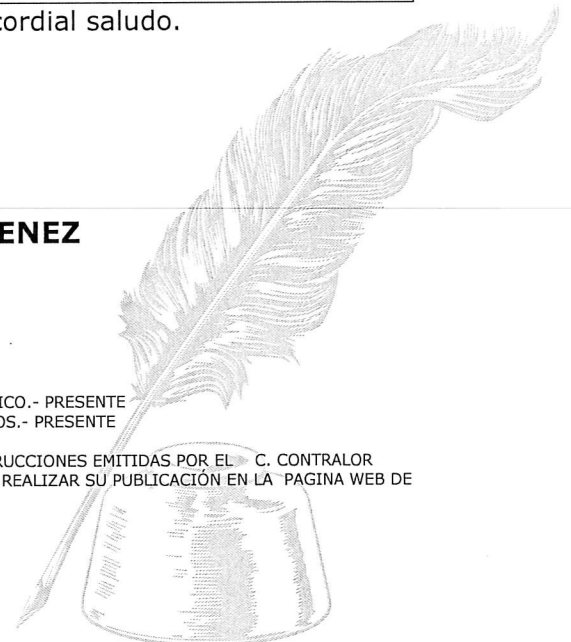 cordial saludo.
ENEZ
ICO.- PRESENTE
OS.- PRESENTE
RUCCIONES EMITIDAS POR EL C. CONTRALOR
REALIZAR SU PUBLICACIÓN EN LA PAGINA WEB DE